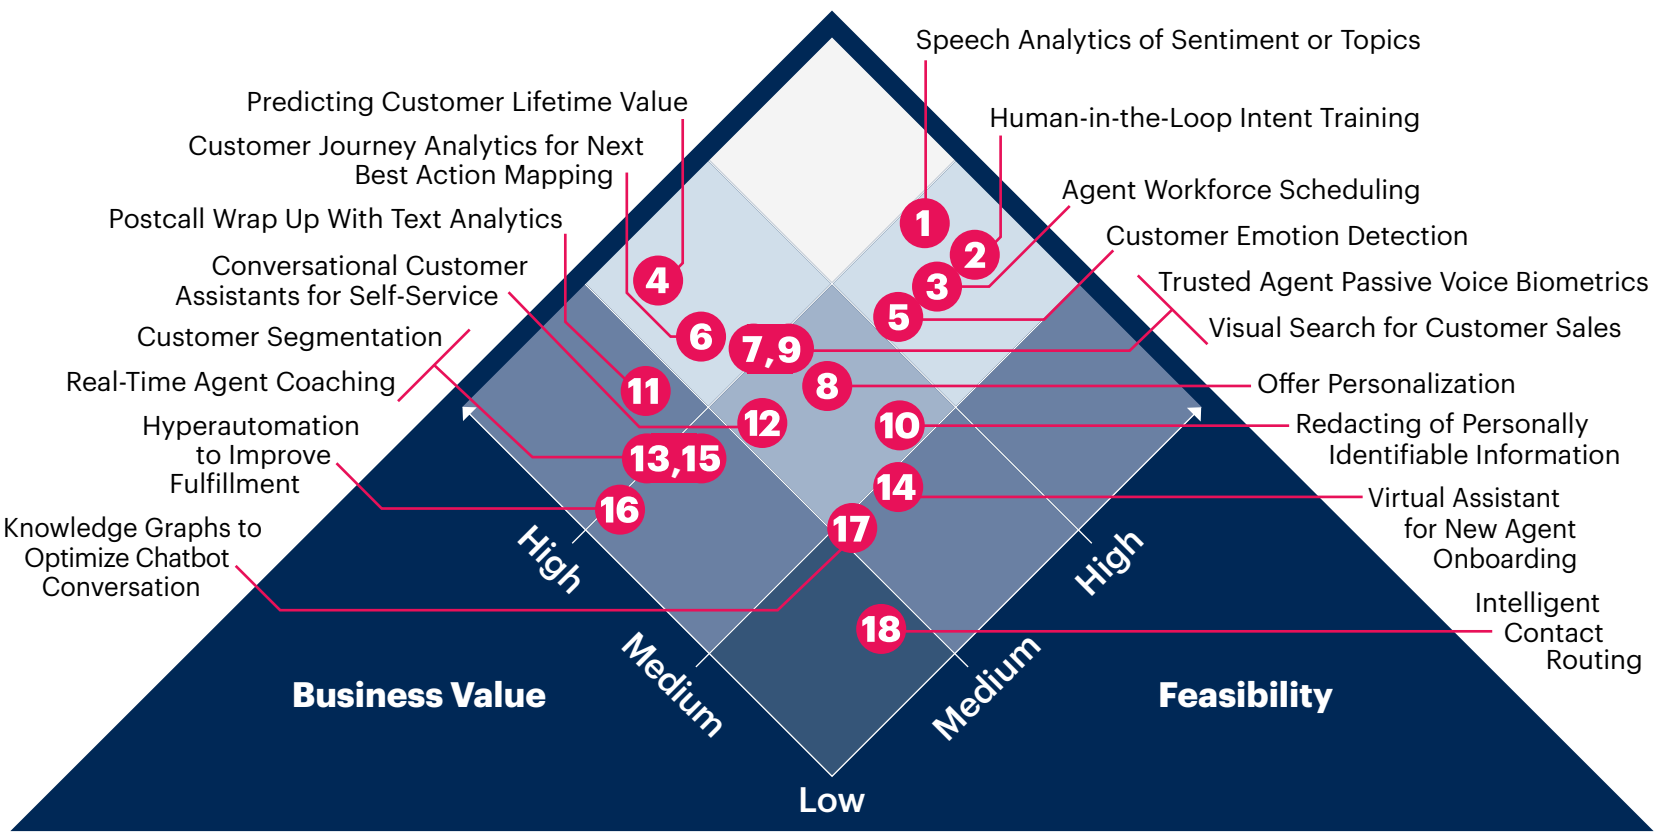 Speech Analytics of Sentiment or Topics
Predicting Customer Lifetime Value
Human-in-the-Loop Intent Training
Customer Journey Analytics for Next
Best Action Mapping
Agent Workforce Scheduling
Postcall Wrap Up With Text Analytics
Customer Emotion Detection
Conversational Customer
Assistants for Self-Service
Trusted Agent Passive Voice Biometrics
Visual Search for Customer Sales
Customer Segmentation
Real-Time Agent Coaching
Offer Personalization
Hyperautomation
to Improve
Fulfillment
Redacting of Personally
Identifiable Information
Virtual Assistant
for New Agent
Onboarding
Knowledge Graphs to
Optimize Chatbot
Conversation
Intelligent
Contact
Routing
1
2
3
4
5
6
7,9
8
11
12
10
13,15
14
16
17
18
High
High
Medium
Medium
Business Value
Feasibility
Low